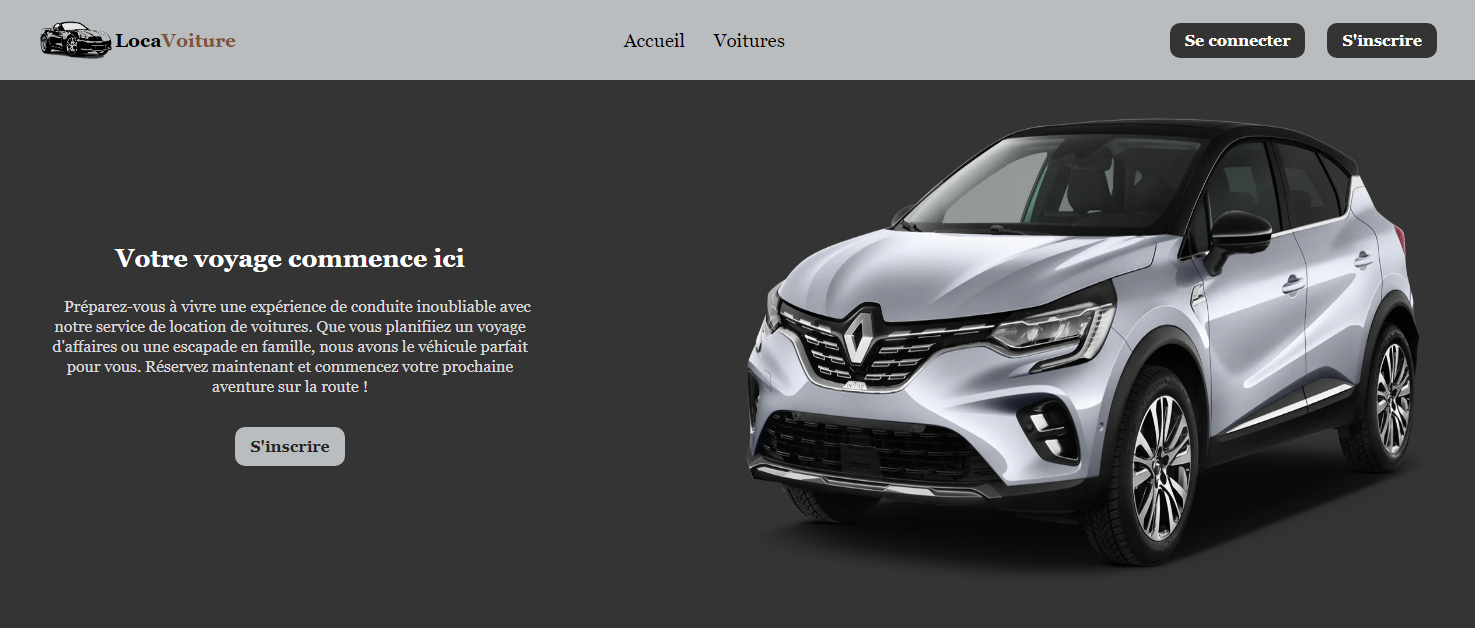 LocaVoiture
Accueil
Voitures
Se connecter
S'inscrire
Votre voyage commence ici
Préparez-vous à vivre une expérience de conduite inoubliable avec
notre service de location de voitures. Que vous planifiiez un voyage
d'affaires ou une escapade en famille, nous avons le véhicule parfait
pour vous. Réservez maintenant et commencez votre prochaine
aventure sur la route !
S'inscrire